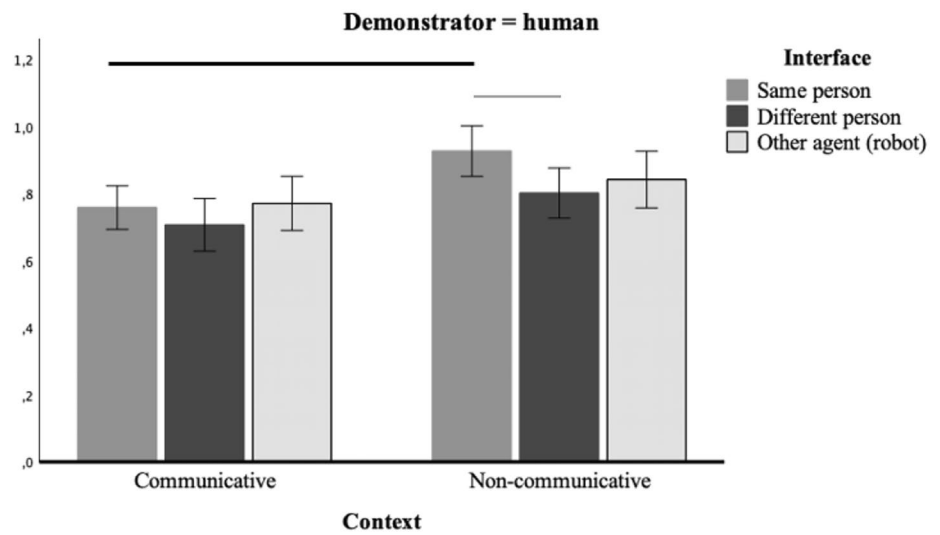 Demonstrator = human
1,2
1,0
,8
,6
,4
,2
,0
Interface
Same person
Different person
Other agent (robot)
Communicative
Non-communicative
Context